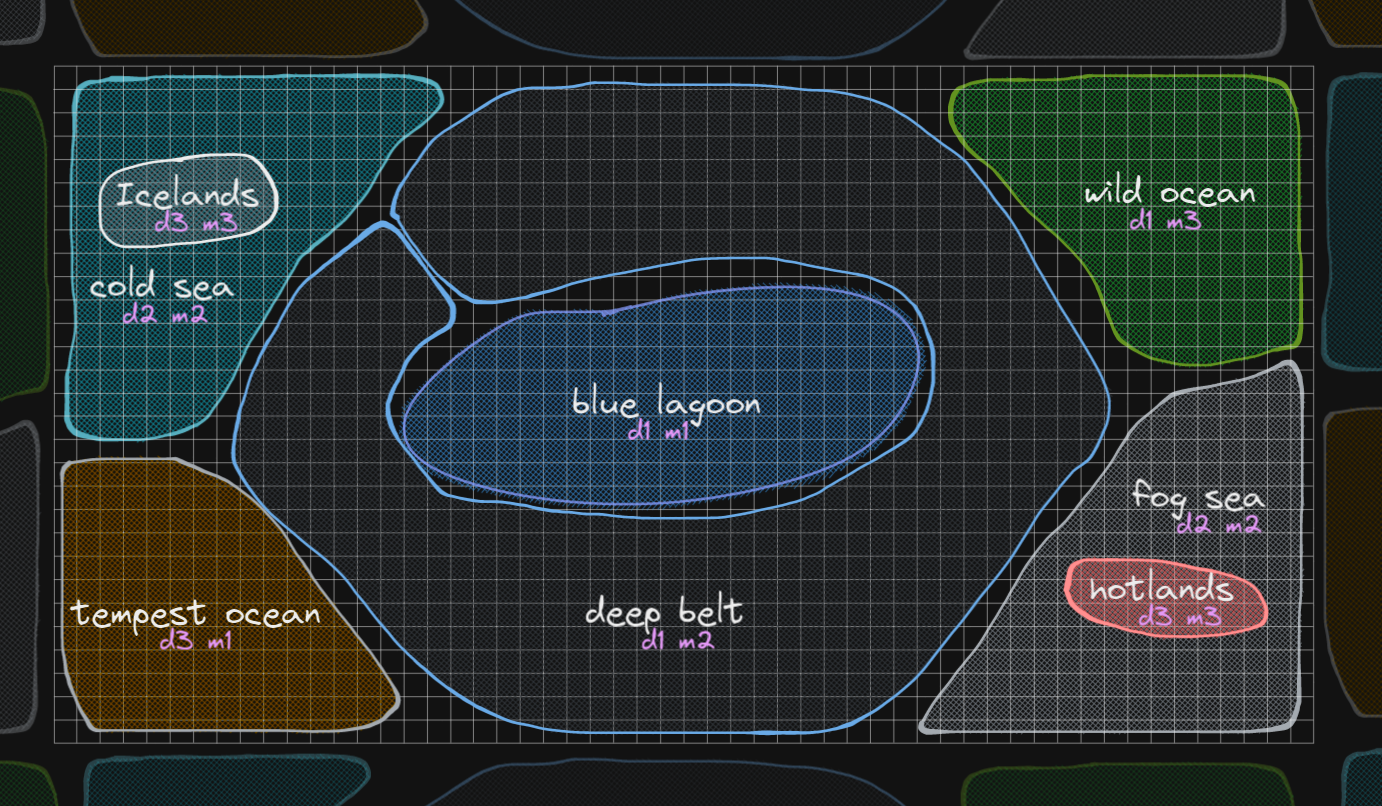 Icelands
d3 m3
cold sea
d2 m2
wild ocean
d1 m3
blue lagoon
d1 m1
fog sea
d2 m2
hotlands
d3 m3
tempest ocean
d3 m1
deep belt
d1 m2